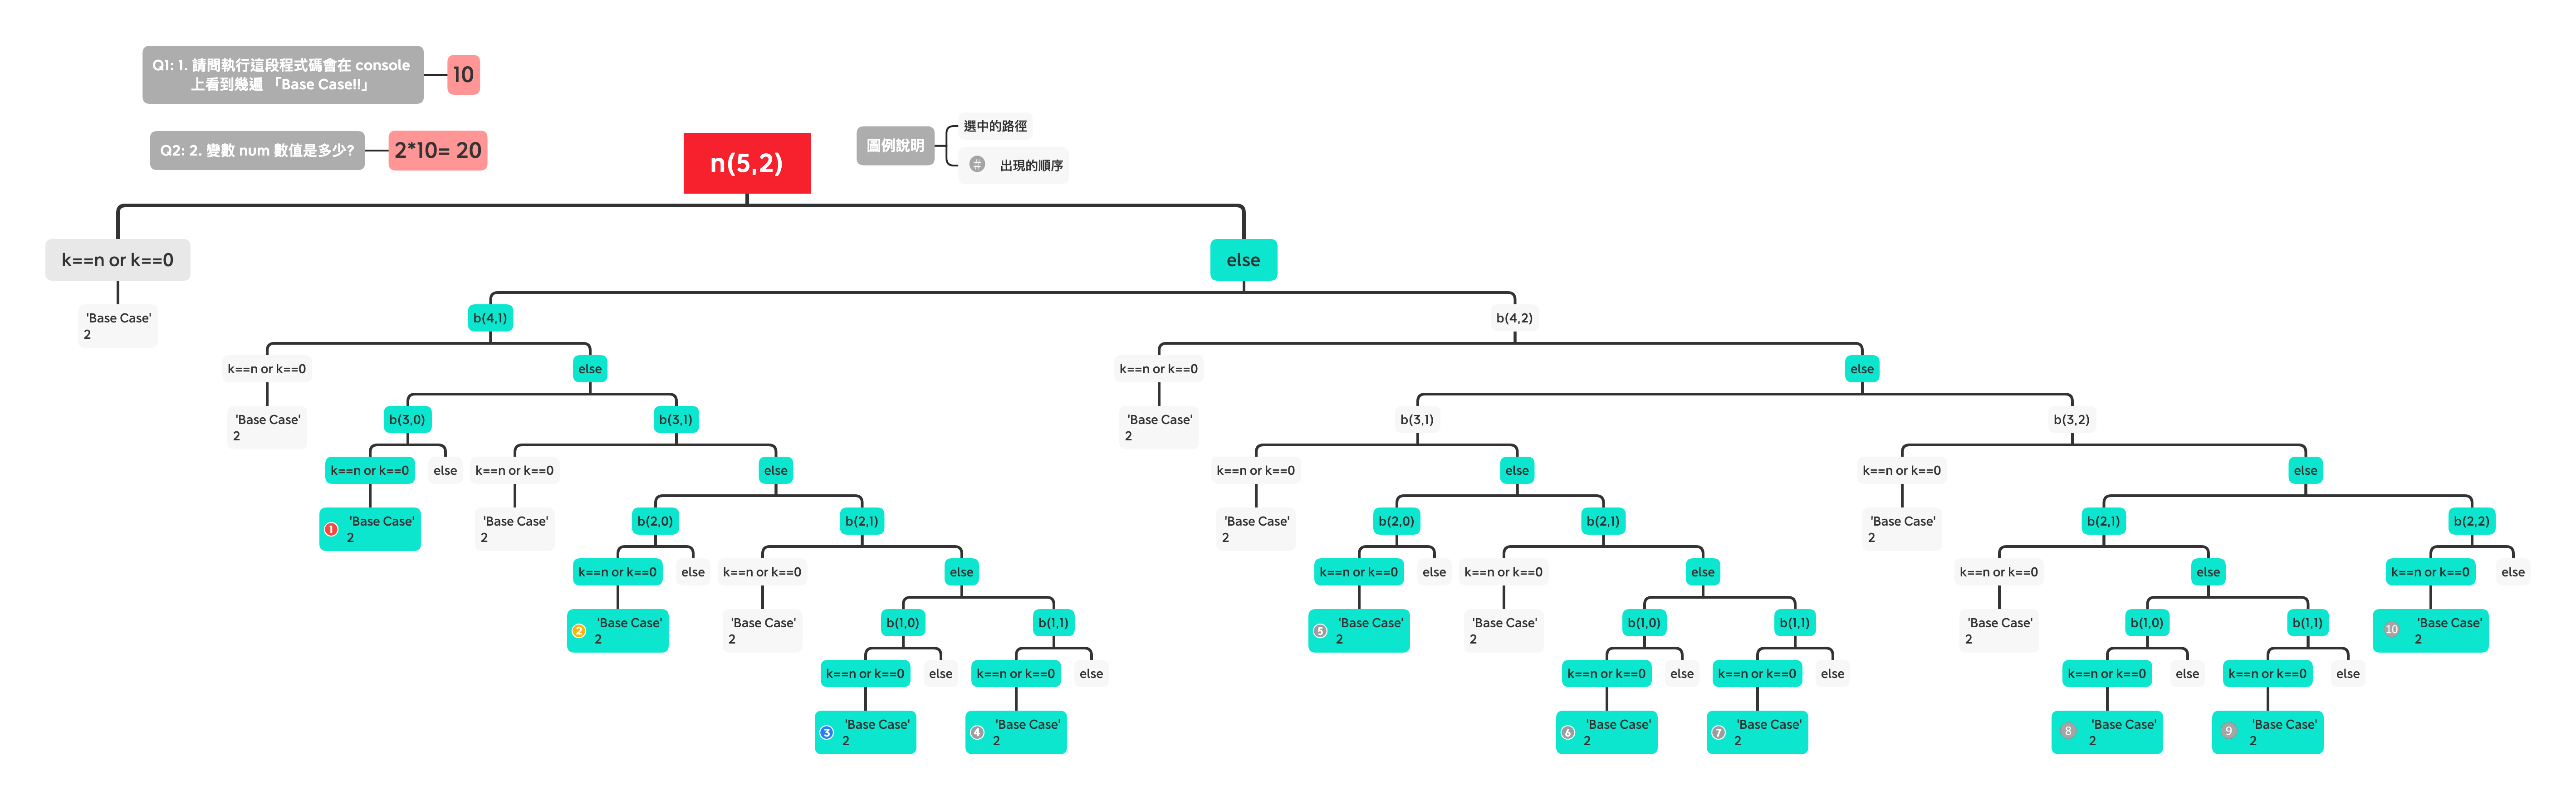 Q1: 1. 請問執行這段程式碼會在 console
上看到幾遍 「Base Case!!」
10
Q2: 2. 變數 num 數值是多少?
2*10= 20
n(5,2)
圖例說明
選中的路徑
# 出現的順序
k==n or k==0
else
'Base Case'
2
b(4,1)
b(4,2)
k==n or k==0
else
k==n or k==0
else
'Base Case'
2
b(3,0)
b(3,1)
'Base Case'
2
b(3,1)
b(3,2)
k==n or k==0
else
k==n or k==0
else
k==n or k==0
else
k==n or k==0
else
1 'Base Case'
2
'Base Case'
2
b(2,0)
b(2,1)
'Base Case'
2
b(2,0)
b(2,1)
'Base Case'
2
b(2,1)
b(2,2)
k==n or k==0
else
k==n or k==0
else
k==n or k==0
else
k==n or k==0
else
k==n or k==0
else
k==n or k==0
else
2 'Base Case'
2
'Base Case'
2
b(1,0)
b(1,1)
5 'Base Case'
2
'Base Case'
2
b(1,0)
b(1,1)
'Base Case'
2
b(1,0)
b(1,1)
10 'Base Case'
2
k==n or k==0
else
k==n or k==0
else
k==n or k==0
else
k==n or k==0
else
k==n or k==0
else
k==n or k==0
else
3 'Base Case'
2
4 'Base Case'
2
6 'Base Case'
2
7 'Base Case'
2
8 'Base Case'
2
9 'Base Case'
2